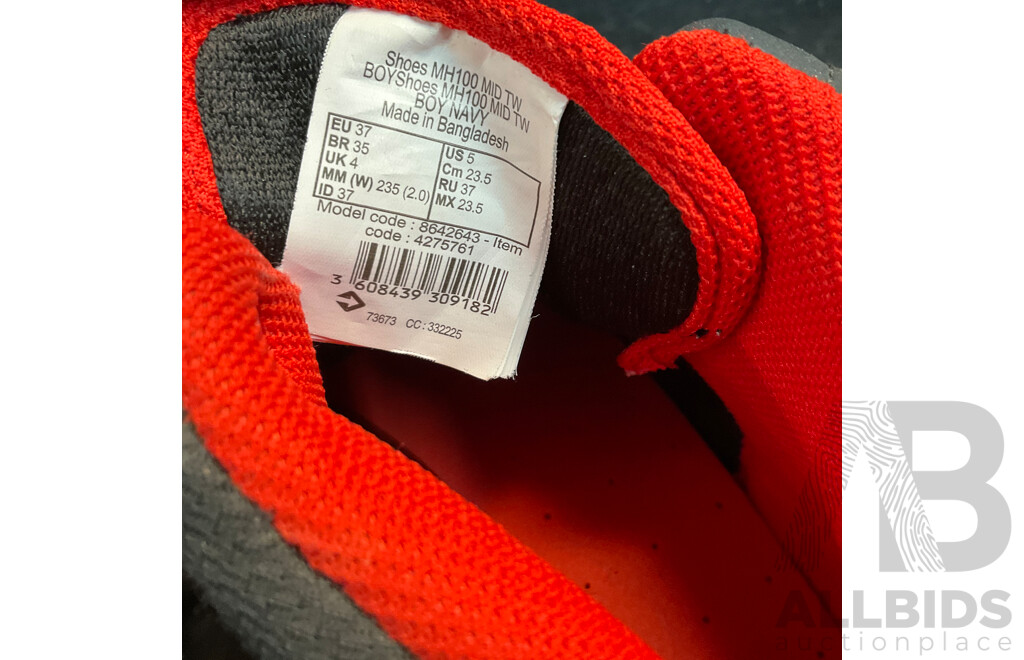 Shoes MH100 MID TW
BOYShoes MH100 MID TW
BOY NAVY
Made in Bangladesh
EU 37
BR 35
UK 4
MM (W) 235 (2.0)
ID 37
US 5
Cm 23.5
RU 37
MX 23.5
Model code : 8642643 - Item
code : 4275761
3 608439 309182
73673 CC : 332225
AB
ALLBIDS
auctionplace